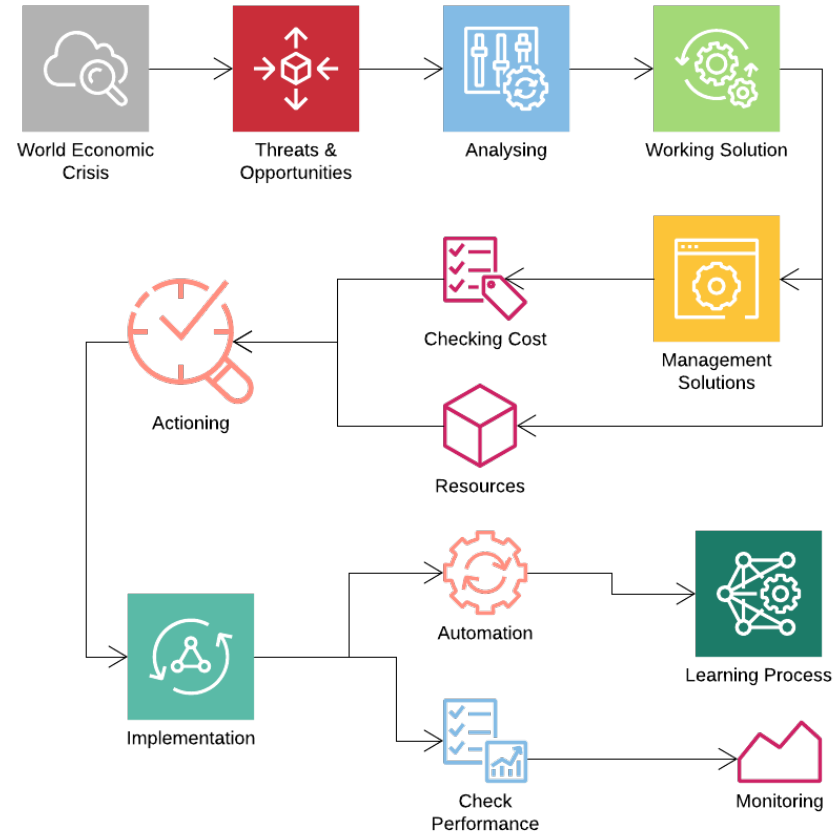 World Economic
Crisis
Threats &
Opportunities
Analysing
Working Solution
Checking Cost
Management
Solutions
Actioning
Resources
Automation
Learning Process
Implementation
Check
Performance
Monitoring